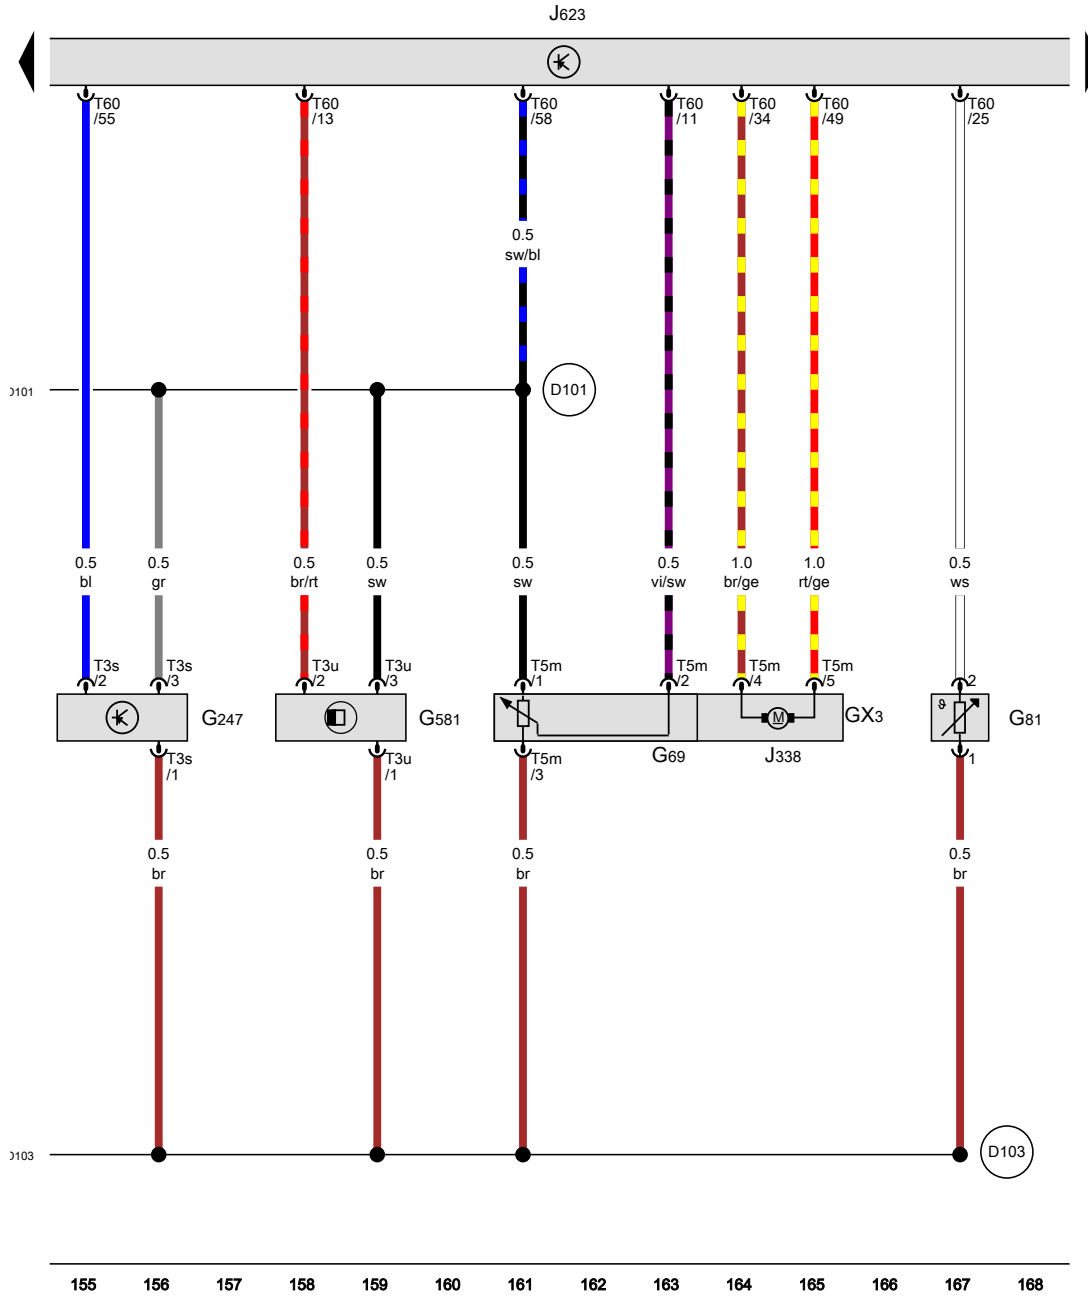 J623
T60 T60 T60 T60 T60 T60 T60
/55 /13 /58 /11 /34 /49 /25
0.5
sw/bl
D101
D101
0.5 0.5 0.5 0.5 0.5 0.5 1.0 1.0 0.5
bl gr br/rt sw sw vi/sw br/ge rt/ge ws
T3s T3s T3u T3u T5m T5m T5m T5m
/2 /3 /2 /3 /1 /2 /4 /5 2
G247 G581 M GX3 ϑ G81
G69 J338
T3s T3u T5m 1
/1 /1 /3
0.5 0.5 0.5 0.5
br br br br
D103
D103
155 156 157 158 159 160 161 162 163 164 165 166 167 168